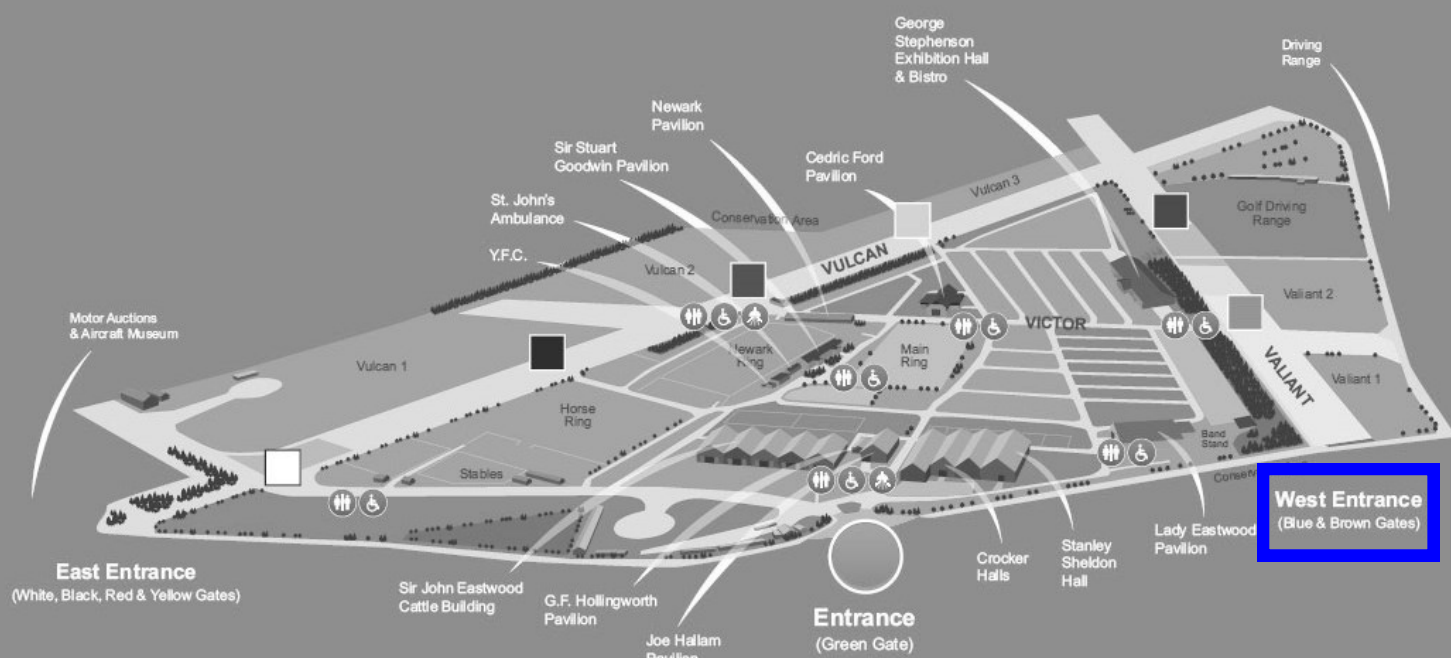 George
Stephenson
Exhibition Hall
& Bistro
Driving
Range
Newark
Pavilion
Sir Stuart
Goodwin Pavilion
Cedric Ford
Pavilion
St. John's
Ambulance
Y.F.C.
Conservation Area
Vulcan 3
Golf Driving
Range
VULCAN
Vulcan 2
Valiant 2
Motor Auctions
& Aircraft Museum
VICTOR
Newark
Ring
Main
Ring
Vulcan 1
VALIANT
Valiant 1
Horse
Ring
Band
Stand
Stables
West Entrance
(Blue & Brown Gates)
Lady Eastwood
Pavilion
Stanley
Sheldon
Hall
Crocker
Halls
East Entrance
(White, Black, Red & Yellow Gates)
Sir John Eastwood
Cattle Building
G.F. Hollingworth
Pavilion
Joe Hallam
Pavilion
Entrance
(Green Gate)